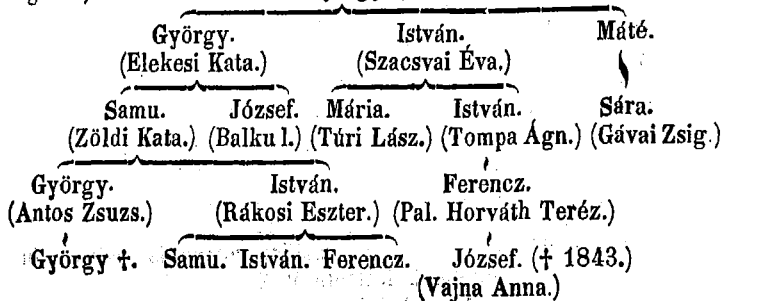 György. István. Máté.
(Elekesi Kata.) (Szacsvai Éva.)
Samu. József. Mária. István. Sára.
(Zöldi Kata.) (Balku l.) (Túri Lász.) (Tompa Ágn.) (Gávai Zsig.)
György. István. Ferencz.
(Antos Zsuzs.) (Rákosi Eszter.) (Pal. Horváth Teréz.)
György †. Samu. István. Ferencz. József. († 1843.)
(Vajna Anna.)